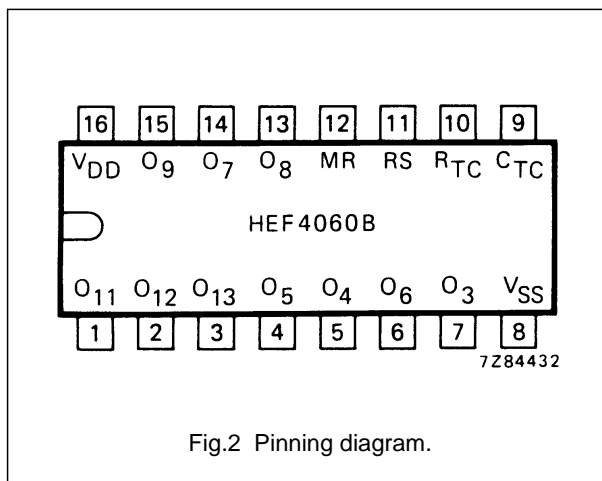 16 15 14 13 12 11 10 9
VDD O9 O7 O8 MR RS RTC CTC
HEF4060B
O11 O12 O13 O5 O4 O6 O3 VSS
1 2 3 4 5 6 7 8
7Z84432
Fig.2 Pinning diagram.